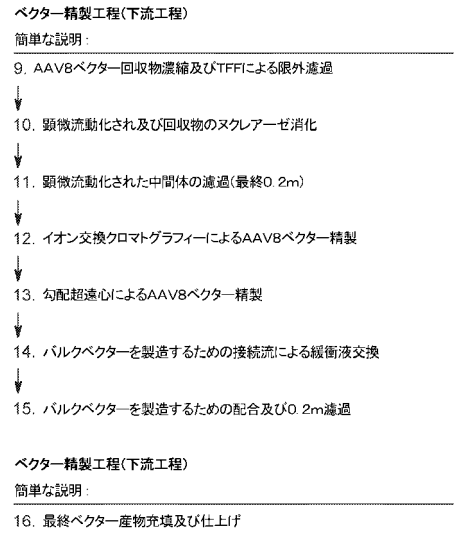 ベクター精製工程(下流工程)
簡単な説明:
9. AAV8ベクター回収物濃縮及びTFFによる限外濾過
10. 顕微流動化され及び回収物のヌクレアーゼ消化
11. 顕微流動化された中間体の濾過(最終0.2m)
12. イオン交換クロマトグラフィーによるAAV8ベクター精製
13. 勾配超遠心によるAAV8ベクター精製
14. バルクベクターを製造するための接続流による緩衝液交換
15. バルクベクターを製造するための配合及び0.2m濾過
ベクター精製工程(下流工程)
簡単な説明:
16. 最終ベクター産物充填及び仕上げ